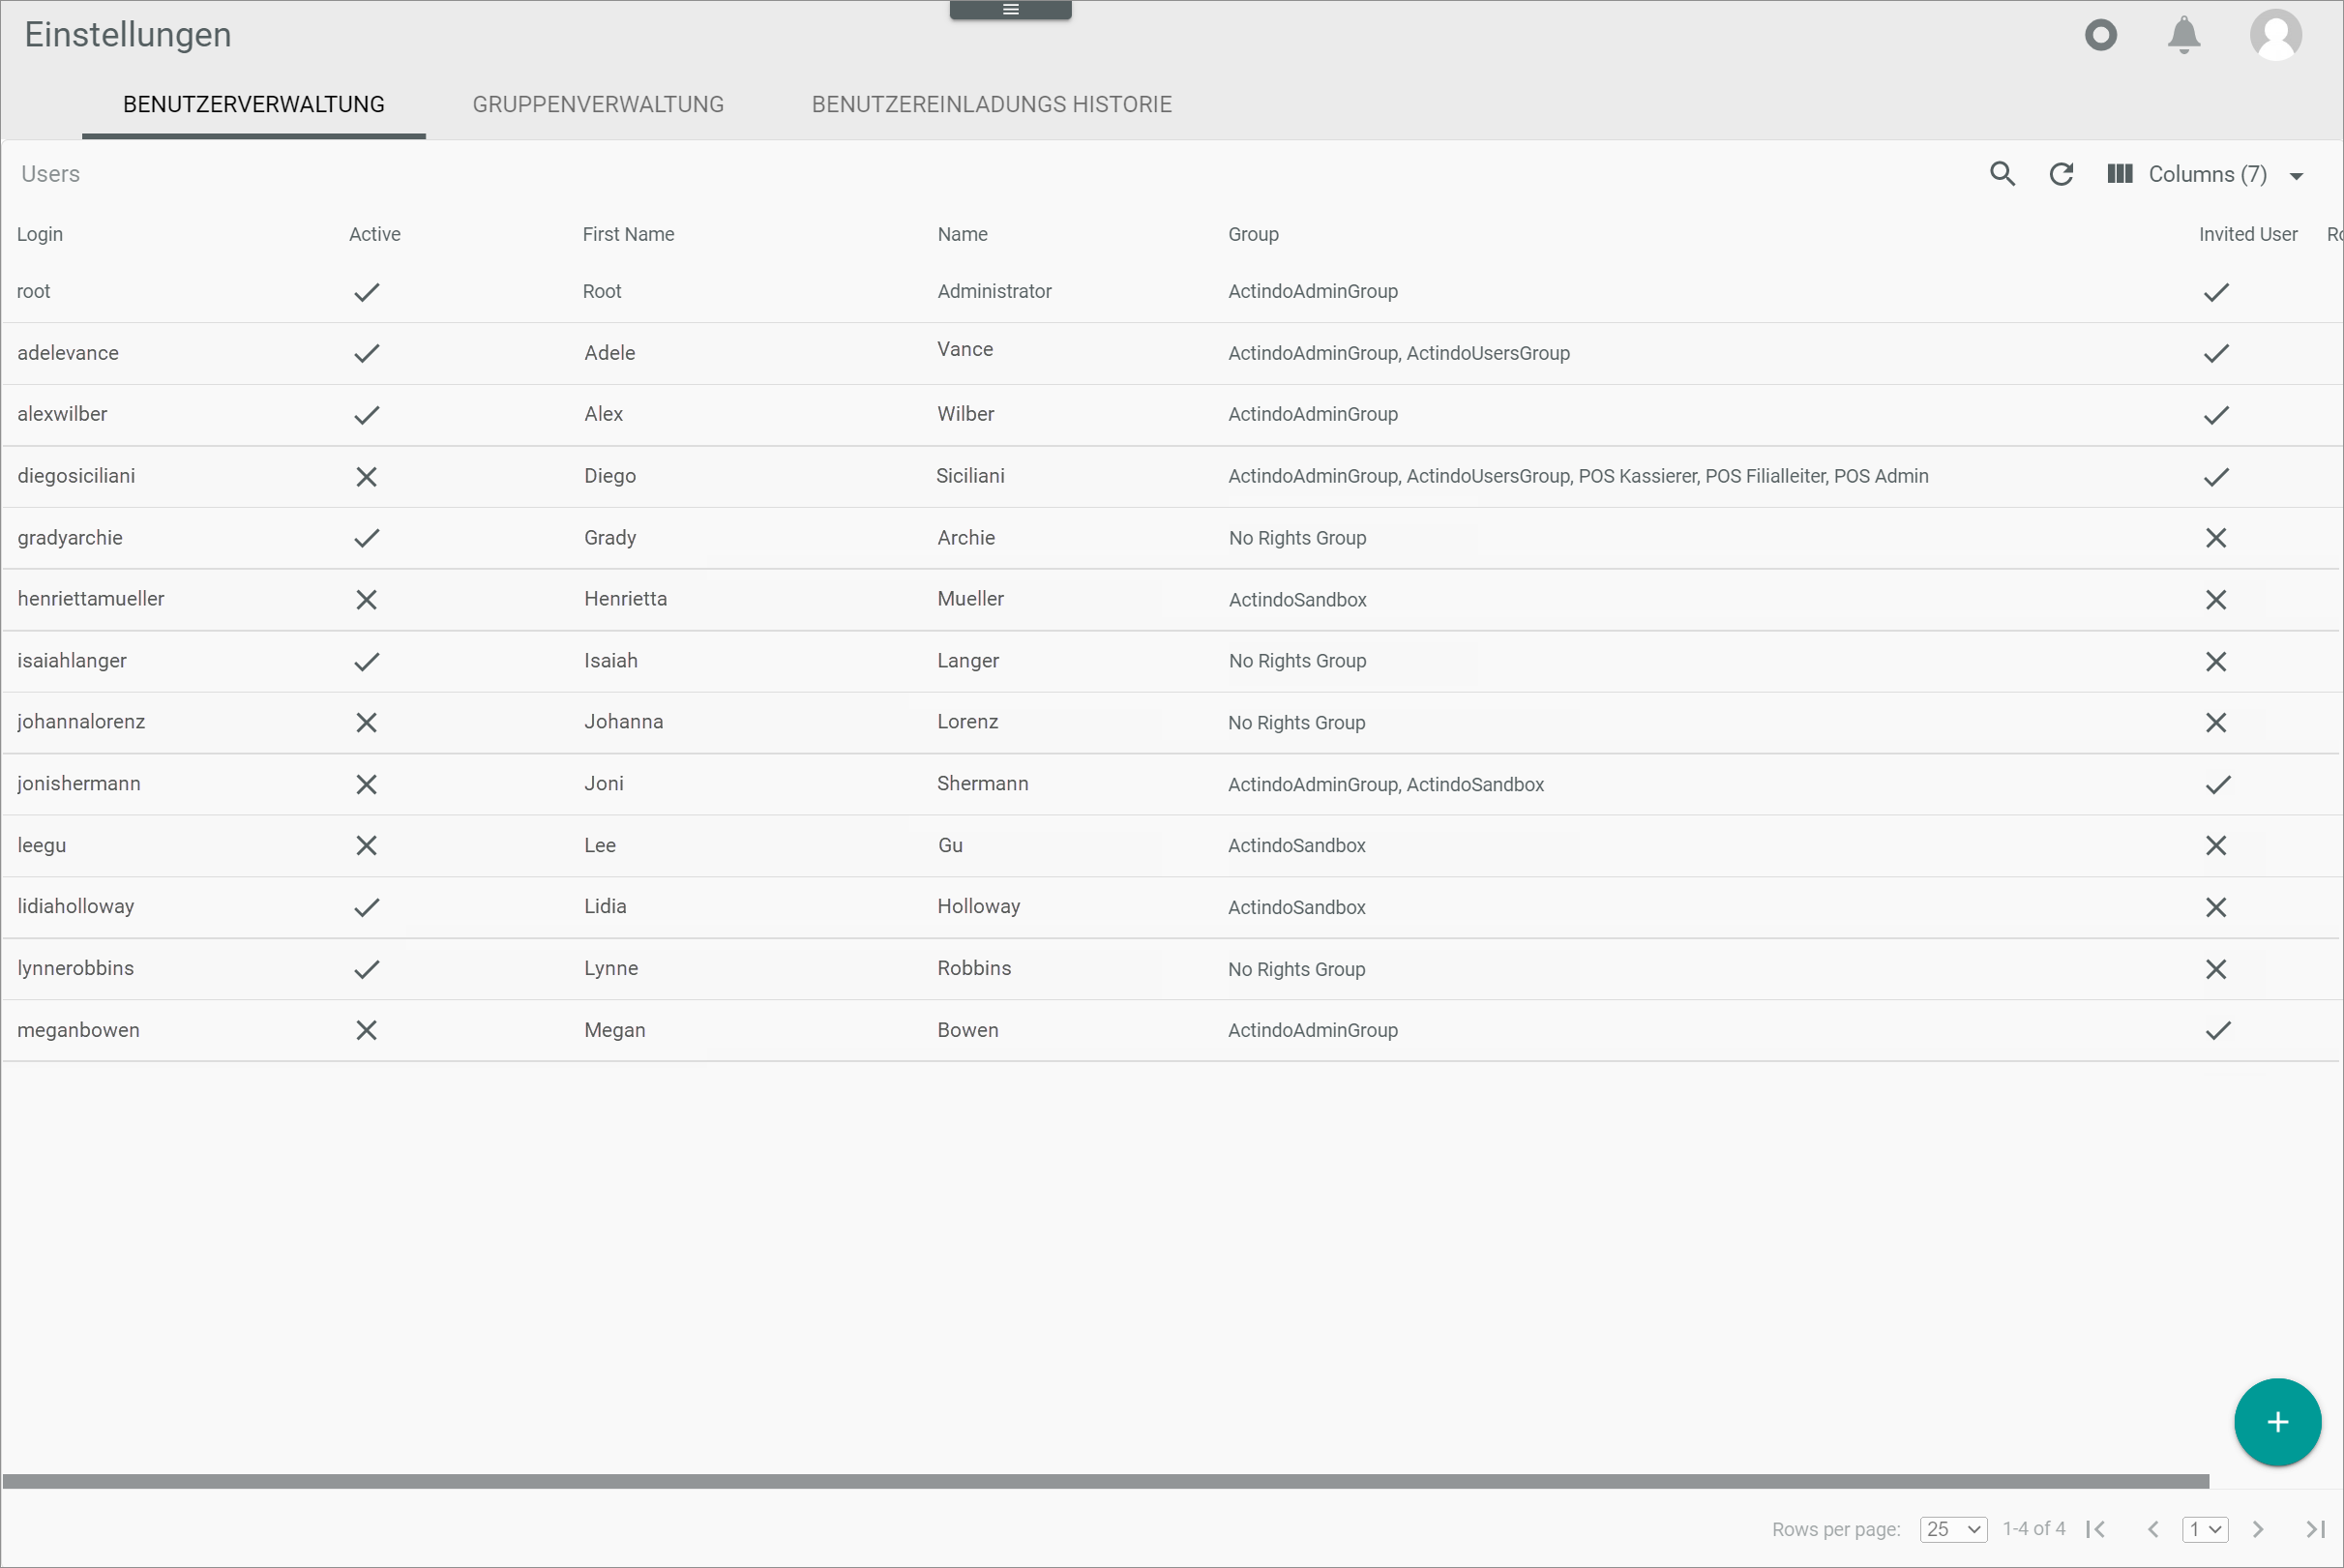 Einstellungen
BENUTZERVERWALTUNG GRUPPENVERWALTUNG BENUTZEREINLADUNGS HISTORIE
Users Columns (7)
Login Active First Name Name Group Invited User
root Root Administrator ActindoAdminGroup
adelevance Adele Vance ActindoAdminGroup, ActindoUsersGroup
alexwilber Alex Wilber ActindoAdminGroup
diegosiciliani Diego Siciliani ActindoAdminGroup, ActindoUsersGroup, POS Kassierer, POS Filialleiter, POS Admin
gradyarchie Grady Archie No Rights Group
henriettamueller Henrietta Mueller ActindoSandbox
isaiahlanger Isaiah Langer No Rights Group
johannalorenz Johanna Lorenz No Rights Group
jonishermann Joni Shermann ActindoAdminGroup, ActindoSandbox
leegu Lee Gu ActindoSandbox
lidiaholloway Lidia Holloway ActindoSandbox
lynnerobbins Lynne Robbins No Rights Group
meganbowen Megan Bowen ActindoAdminGroup
Rows per page: 25 1-4 of 4 1